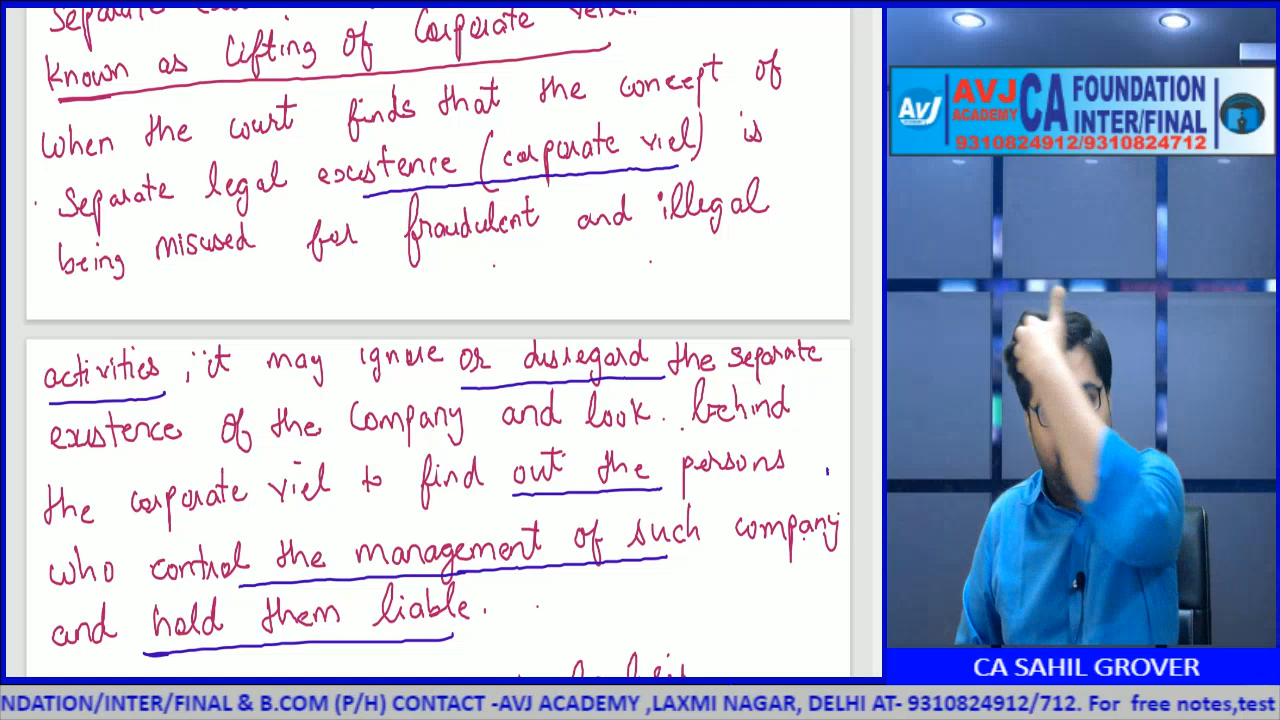 Separate
known as lifting of Corporate veil..
when the court finds that the concept of
Separate legal existence (corporate viel) is
being misused for fraudulent and illegal
activities ; it may ignore or disregard the separate
existence of the Company and look behind
the corporate viel to find out the persons
who control the management of such company
and hold them liable.
AVJ
AVJ
ACADEMY
CA
FOUNDATION
INTER/FINAL
9310824912/9310824712
CA SAHIL GROVER
NDATION/INTER/FINAL & B.COM (P/H) CONTACT -AVJ ACADEMY ,LAXMI NAGAR, DELHI AT- 9310824912/712. For free notes,test